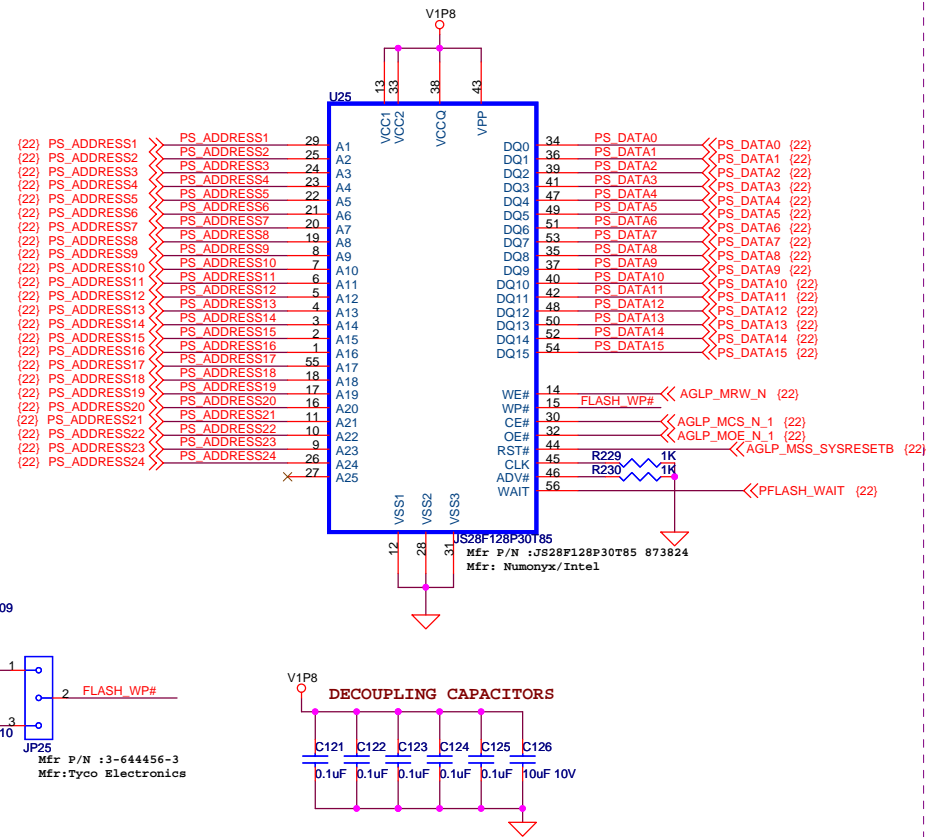 V1P8
13 33 38 43
U25
VCC1 VCC2 VCCQ VPP
{22} PS_ADDRESS1 PS_ADDRESS1 29 A1 DQ0 34 PS_DATA0 PS_DATA0 {22}
{22} PS_ADDRESS2 PS_ADDRESS2 25 A2 DQ1 36 PS_DATA1 PS_DATA1 {22}
{22} PS_ADDRESS3 PS_ADDRESS3 24 A3 DQ2 39 PS_DATA2 PS_DATA2 {22}
{22} PS_ADDRESS4 PS_ADDRESS4 23 A4 DQ3 41 PS_DATA3 PS_DATA3 {22}
{22} PS_ADDRESS5 PS_ADDRESS5 22 A5 DQ4 47 PS_DATA4 PS_DATA4 {22}
{22} PS_ADDRESS6 PS_ADDRESS6 21 A6 DQ5 49 PS_DATA5 PS_DATA5 {22}
{22} PS_ADDRESS7 PS_ADDRESS7 20 A7 DQ6 51 PS_DATA6 PS_DATA6 {22}
{22} PS_ADDRESS8 PS_ADDRESS8 19 A8 DQ7 53 PS_DATA7 PS_DATA7 {22}
{22} PS_ADDRESS9 PS_ADDRESS9 8 A9 DQ8 35 PS_DATA8 PS_DATA8 {22}
{22} PS_ADDRESS10 PS_ADDRESS10 7 A10 DQ9 37 PS_DATA9 PS_DATA9 {22}
{22} PS_ADDRESS11 PS_ADDRESS11 6 A11 DQ10 40 PS_DATA10 PS_DATA10 {22}
{22} PS_ADDRESS12 PS_ADDRESS12 5 A12 DQ11 42 PS_DATA11 PS_DATA11 {22}
{22} PS_ADDRESS13 PS_ADDRESS13 4 A13 DQ12 48 PS_DATA12 PS_DATA12 {22}
{22} PS_ADDRESS14 PS_ADDRESS14 3 A14 DQ13 50 PS_DATA13 PS_DATA13 {22}
{22} PS_ADDRESS15 PS_ADDRESS15 2 A15 DQ14 52 PS_DATA14 PS_DATA14 {22}
{22} PS_ADDRESS16 PS_ADDRESS16 1 A16 DQ15 54 PS_DATA15 PS_DATA15 {22}
{22} PS_ADDRESS17 PS_ADDRESS17 55 A17
{22} PS_ADDRESS18 PS_ADDRESS18 18 A18
{22} PS_ADDRESS19 PS_ADDRESS19 17 A19 WE# 14 AGLP_MRW_N {22}
{22} PS_ADDRESS20 PS_ADDRESS20 16 A20 WP# 15 FLASH_WP#
{22} PS_ADDRESS21 PS_ADDRESS21 11 A21 CE# 30 AGLP_MCS_N_1 {22}
{22} PS_ADDRESS22 PS_ADDRESS22 10 A22 OE# 32 AGLP_MOE_N_1 {22}
{22} PS_ADDRESS23 PS_ADDRESS23 9 A23 RST# 44 AGLP_MSS_SYSRESETB {22}
{22} PS_ADDRESS24 PS_ADDRESS24 26 A24 CLK 45 R229 1K
27 A25 ADV# 46 R230 1K
WAIT 56 PFLASH_WAIT {22}
VSS1 VSS2 VSS3
12 28 31
JS28F128P30T85
Mfr P/N :JS28F128P30T85 873824
Mfr: Numonyx/Intel
09
1
2 FLASH_WP#
3
10
JP25
Mfr P/N :3-644456-3
Mfr:Tyco Electronics
V1P8
DECOUPLING CAPACITORS
C121 C122 C123 C124 C125 C126
0.1uF 0.1uF 0.1uF 0.1uF 0.1uF 10uF 10V